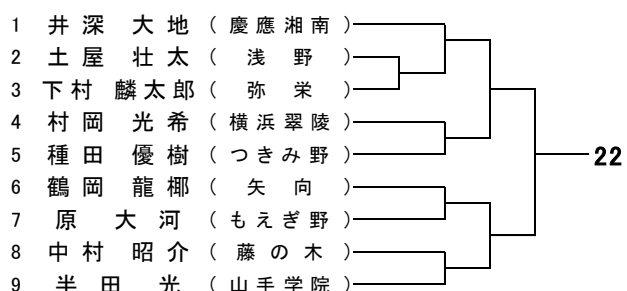 1 井深 大地 (慶應湘南)
2 土屋 壮太 (浅野)
3 下村 麟太郎 (弥栄)
4 村岡 光希 (横浜翠陵)
5 種田 優樹 (つきみ野)
6 鶴岡 龍椰 (矢向)
7 原 大河 (もえぎ野)
8 中村 昭介 (藤の木)
9 半田 光 (山手学院)
22